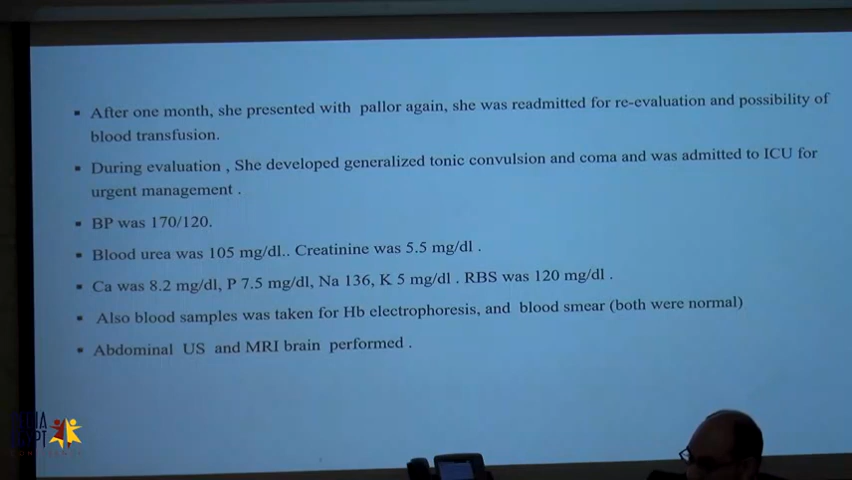 ▪ After one month, she presented with pallor again, she was readmitted for re-evaluation and possibility of
blood transfusion.
▪ During evaluation , She developed generalized tonic convulsion and coma and was admitted to ICU for
urgent management .
▪ BP was 170/120.
▪ Blood urea was 105 mg/dl.. Creatinine was 5.5 mg/dl .
▪ Ca was 8.2 mg/dl, P 7.5 mg/dl, Na 136, K 5 mg/dl . RBS was 120 mg/dl .
▪ Also blood samples was taken for Hb electrophoresis, and blood smear (both were normal)
▪ Abdominal US and MRI brain performed .